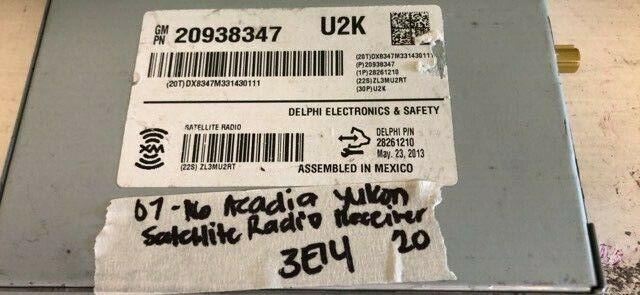 GM PN 20938347 U2K
(20T)DX8347M331430111
(20T)DX8347M331430111
(P)20938347
(1P)28261210
(22S)ZL3MU2RT
(30P)U2K
DELPHI ELECTRONICS & SAFETY
SATELLITE RADIO
XM
(22S) ZL3MU2RT
DELPHI P/N
28261210
May. 23, 2013
ASSEMBLED IN MEXICO
07-16 Acadia Yukon
Satellite Radio Receiver
3E14 20